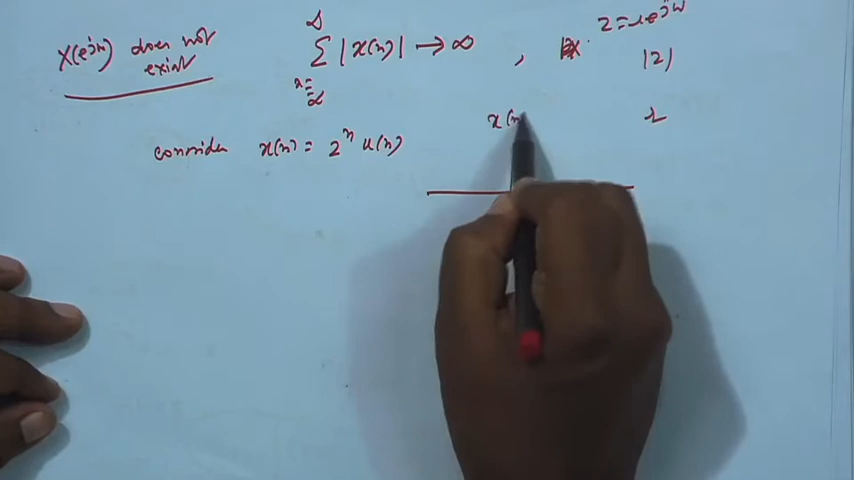 X(e^jω) does not exist
∞
∑ |x(n)| → ∞ ,
n=
-∞
z = re^jω
|z|
r
consider x(n) = 2^n u(n)
x(n